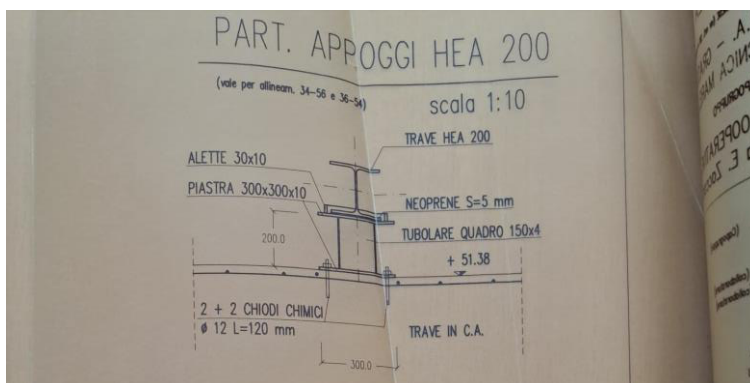 PART. APPOGGI HEA 200
(vale per allineam. 34-56 e 36-54)
scala 1:10
TRAVE HEA 200
ALETTE 30x10
PIASTRA 300x300x10
NEOPRENE S=5 mm
200.0
TUBOLARE QUADRO 150x4
+ 51.38
2 + 2 CHIODI CHIMICI
ø 12 L=120 mm
TRAVE IN C.A.
300.0